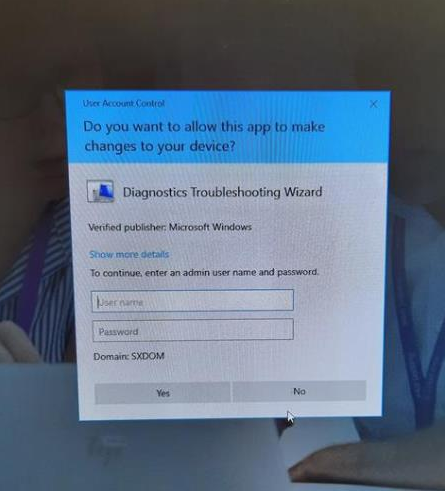 User Account Control
Do you want to allow this app to make
changes to your device?
Diagnostics Troubleshooting Wizard
Verified publisher: Microsoft Windows
Show more details
To continue, enter an admin user name and password.
User name
Password
Domain: SXDOM
Yes
No